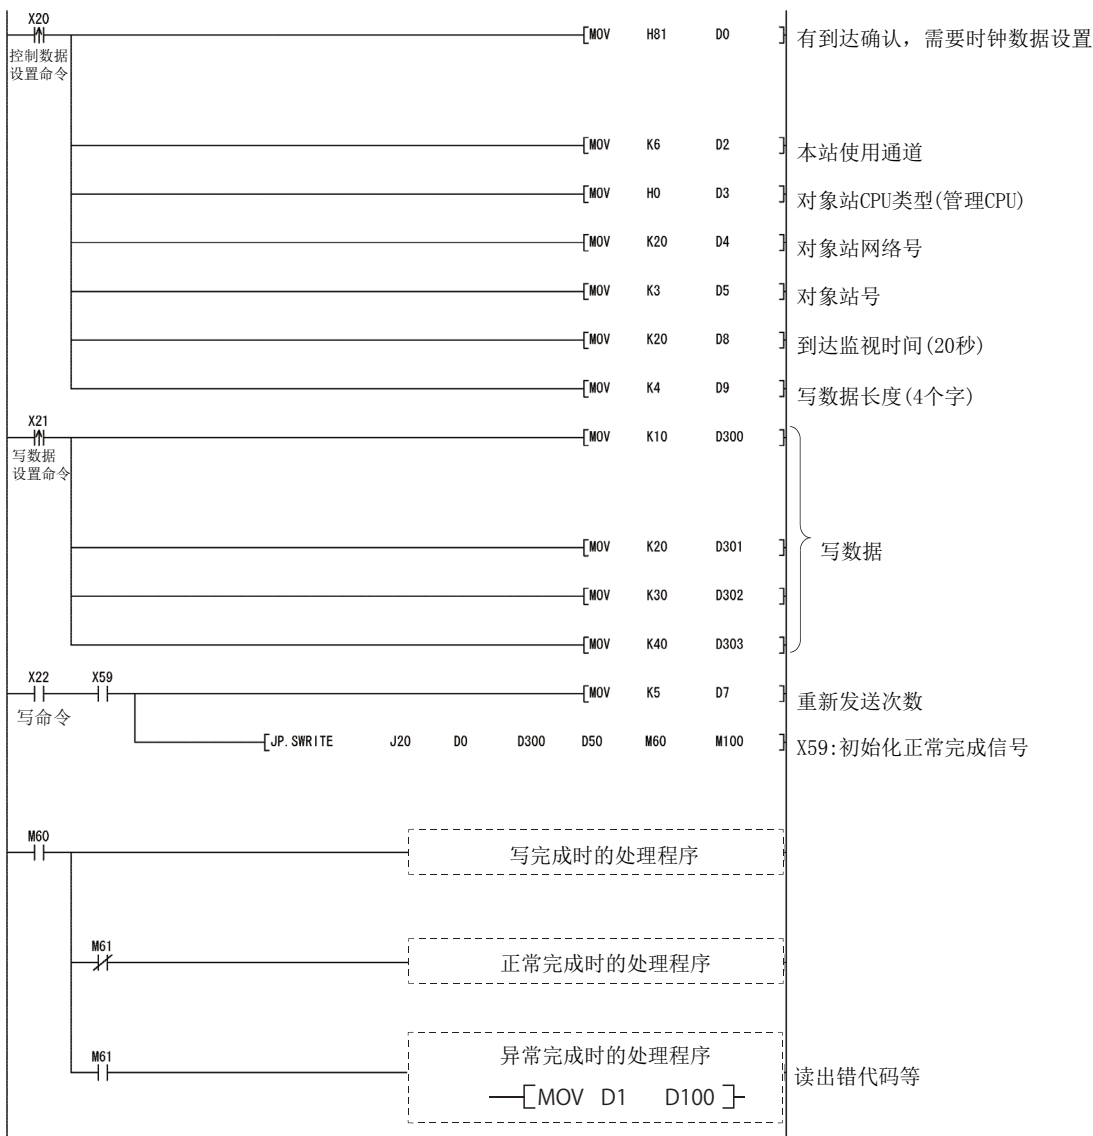 X20
[MOV H81 D0 ] 有到达确认，需要时钟数据设置
控制数据
设置命令
[MOV K6 D2 ] 本站使用通道
[MOV H0 D3 ] 对象站CPU类型(管理CPU)
[MOV K20 D4 ] 对象站网络号
[MOV K3 D5 ] 对象站号
[MOV K20 D8 ] 到达监视时间(20秒)
[MOV K4 D9 ] 写数据长度(4个字)
X21
[MOV K10 D300 ]
写数据
设置命令
[MOV K20 D301 ] 写数据
[MOV K30 D302 ]
[MOV K40 D303 ]
X22 X59
[MOV K5 D7 ] 重新发送次数
写命令
[JP.SWRITE J20 D0 D300 D50 M60 M100 ] X59:初始化正常完成信号
M60
写完成时的处理程序
M61
正常完成时的处理程序
M61
异常完成时的处理程序
读出错代码等
[MOV D1 D100 ]